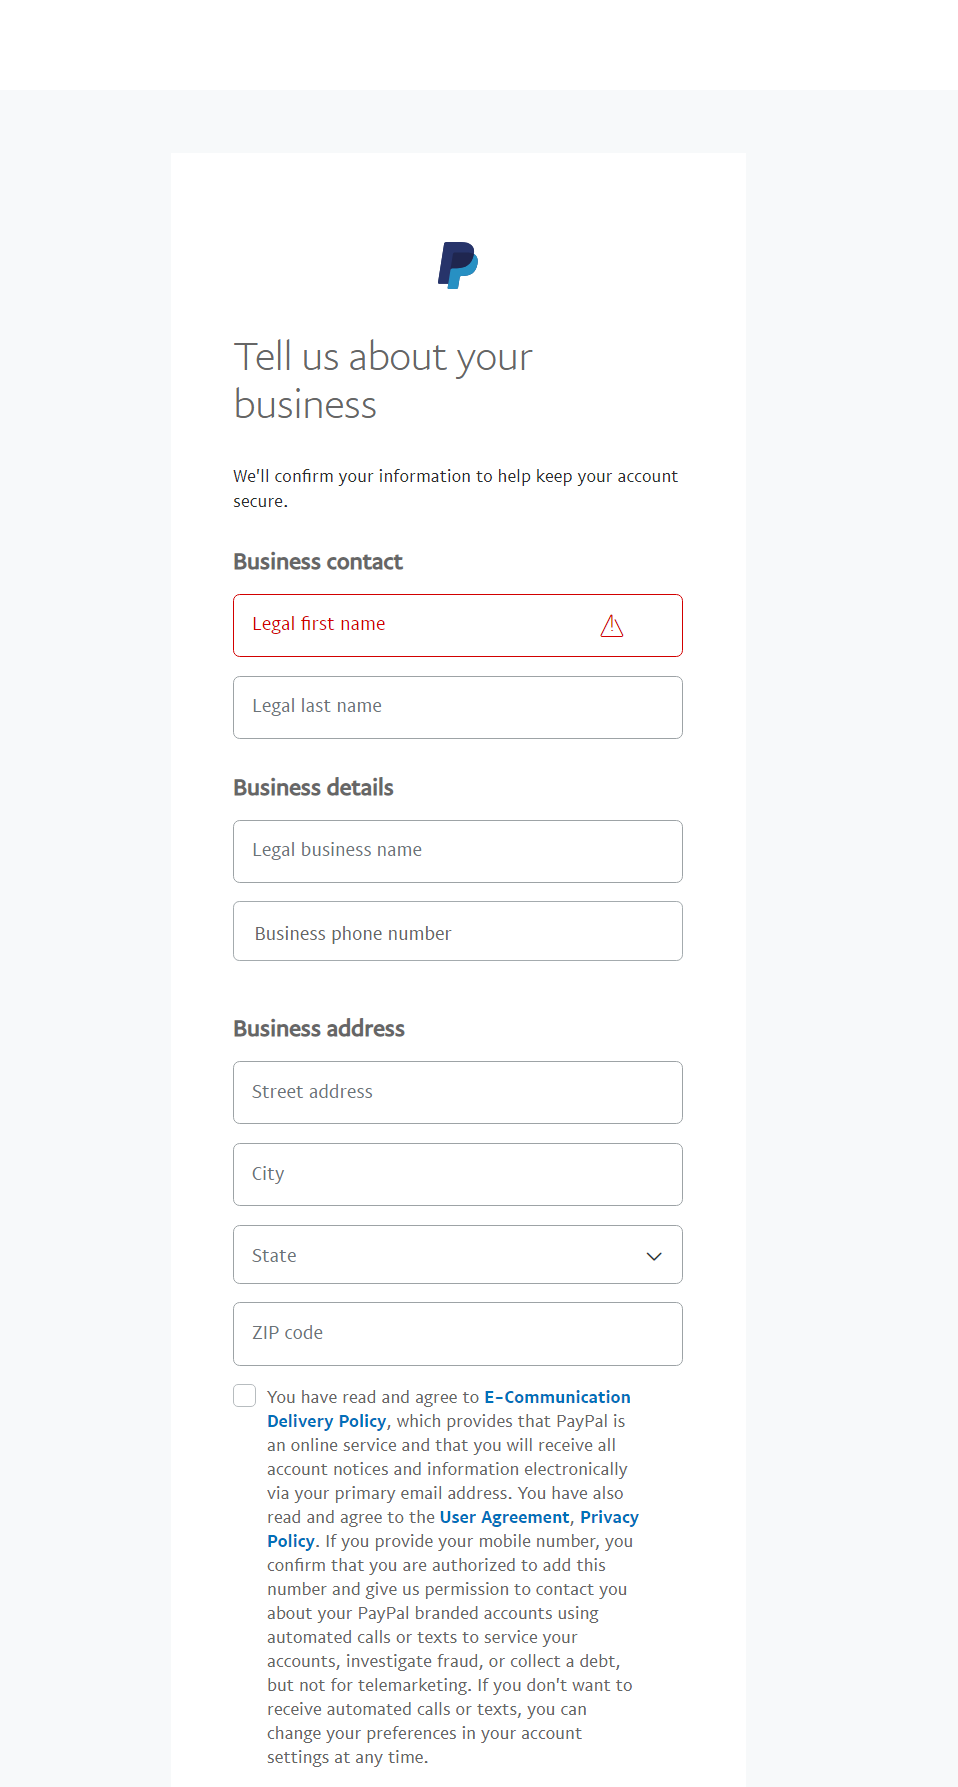 Tell us about your
business
We'll confirm your information to help keep your account
secure.
Business contact
Legal first name
Legal last name
Business details
Legal business name
Business phone number
Business address
Street address
City
State
ZIP code
You have read and agree to E-Communication
Delivery Policy, which provides that PayPal is
an online service and that you will receive all
account notices and information electronically
via your primary email address. You have also
read and agree to the User Agreement, Privacy
Policy. If you provide your mobile number, you
confirm that you are authorized to add this
number and give us permission to contact you
about your PayPal branded accounts using
automated calls or texts to service your
accounts, investigate fraud, or collect a debt,
but not for telemarketing. If you don't want to
receive automated calls or texts, you can
change your preferences in your account
settings at any time.